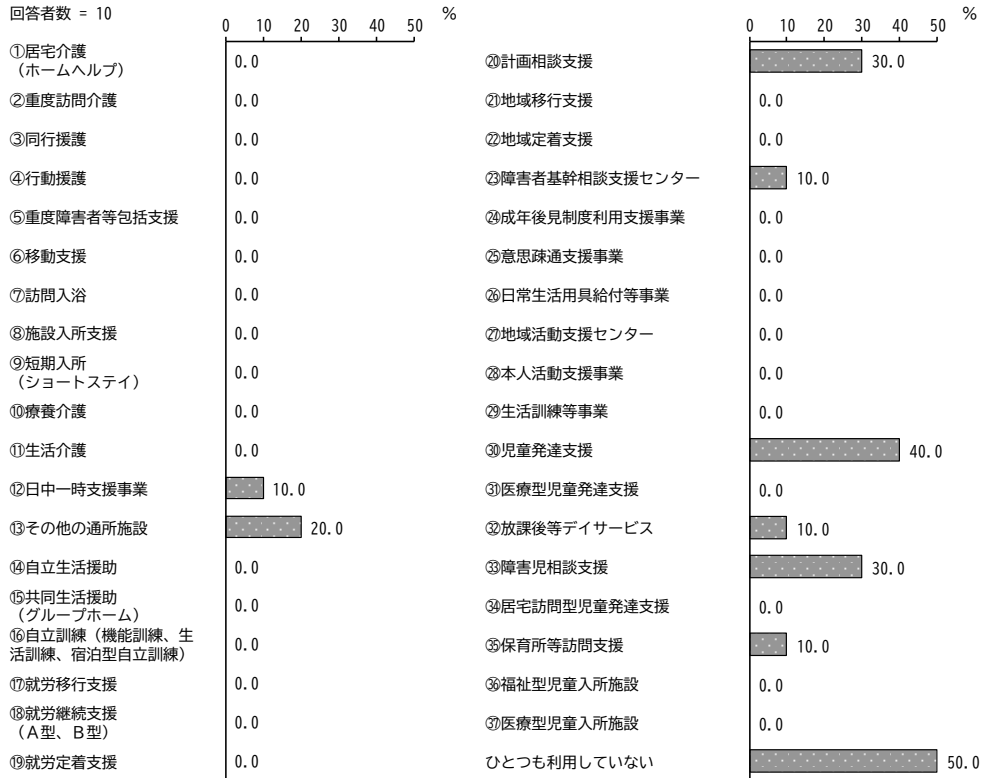 回答者数 = 10
0 10 20 30 40 50 %
①居宅介護
（ホームヘルプ） 0.0
②重度訪問介護 0.0
③同行援護 0.0
④行動援護 0.0
⑤重度障害者等包括支援 0.0
⑥移動支援 0.0
⑦訪問入浴 0.0
⑧施設入所支援 0.0
⑨短期入所
（ショートステイ） 0.0
⑩療養介護 0.0
⑪生活介護 0.0
⑫日中一時支援事業 10.0
⑬その他の通所施設 20.0
⑭自立生活援助 0.0
⑮共同生活援助
（グループホーム） 0.0
⑯自立訓練（機能訓練、生
活訓練、宿泊型自立訓練） 0.0
⑰就労移行支援 0.0
⑱就労継続支援
（Ａ型、Ｂ型） 0.0
⑲就労定着支援 0.0
0 10 20 30 40 50 %
⑳計画相談支援 30.0
㉑地域移行支援 0.0
㉒地域定着支援 0.0
㉓障害者基幹相談支援センター 10.0
㉔成年後見制度利用支援事業 0.0
㉕意思疎通支援事業 0.0
㉖日常生活用具給付等事業 0.0
㉗地域活動支援センター 0.0
㉘本人活動支援事業 0.0
㉙生活訓練等事業 0.0
㉚児童発達支援 40.0
㉛医療型児童発達支援 0.0
㉜放課後等デイサービス 10.0
㉝障害児相談支援 30.0
㉞居宅訪問型児童発達支援 0.0
㉟保育所等訪問支援 10.0
㊱福祉型児童入所施設 0.0
㊲医療型児童入所施設 0.0
ひとつも利用していない 50.0